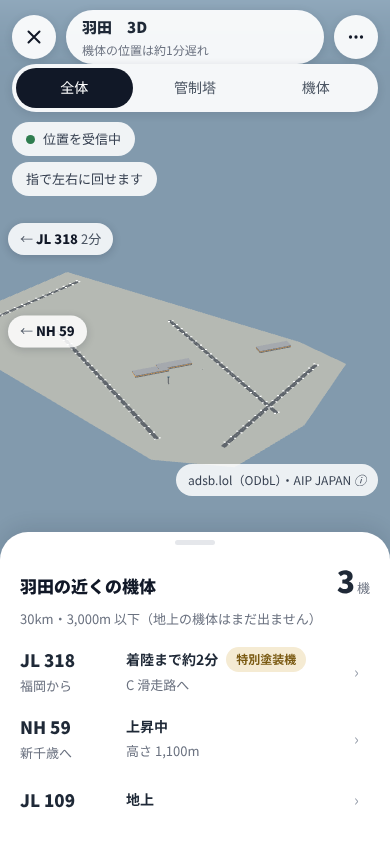 羽田 3D
機体の位置は約1分遅れ
全体 管制塔 機体
位置を受信中
指で左右に回せます
← JL 318 2分
← NH 59
adsb.lol（ODbL）・AIP JAPAN ⓘ
羽田の近くの機体 3機
30km・3,000m 以下（地上の機体はまだ出ません）
JL 318 着陸まで約2分 特別塗装機
福岡から C 滑走路へ
NH 59 上昇中
新千歳へ 高さ 1,100m
JL 109 地上